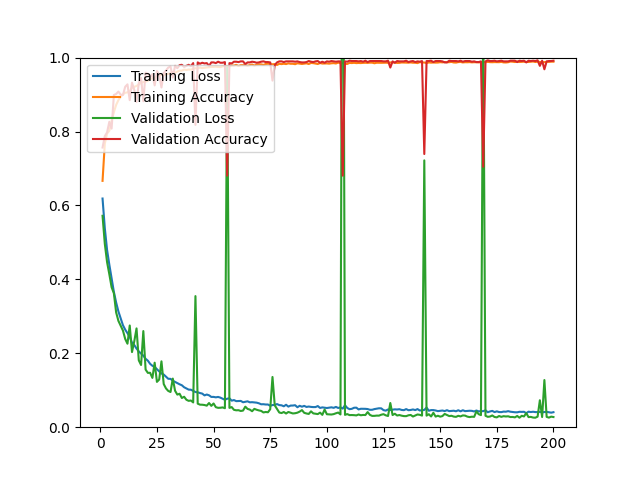 Training Loss
Training Accuracy
Validation Loss
Validation Accuracy
1.0
0.8
0.6
0.4
0.2
0.0
0 25 50 75 100 125 150 175 200